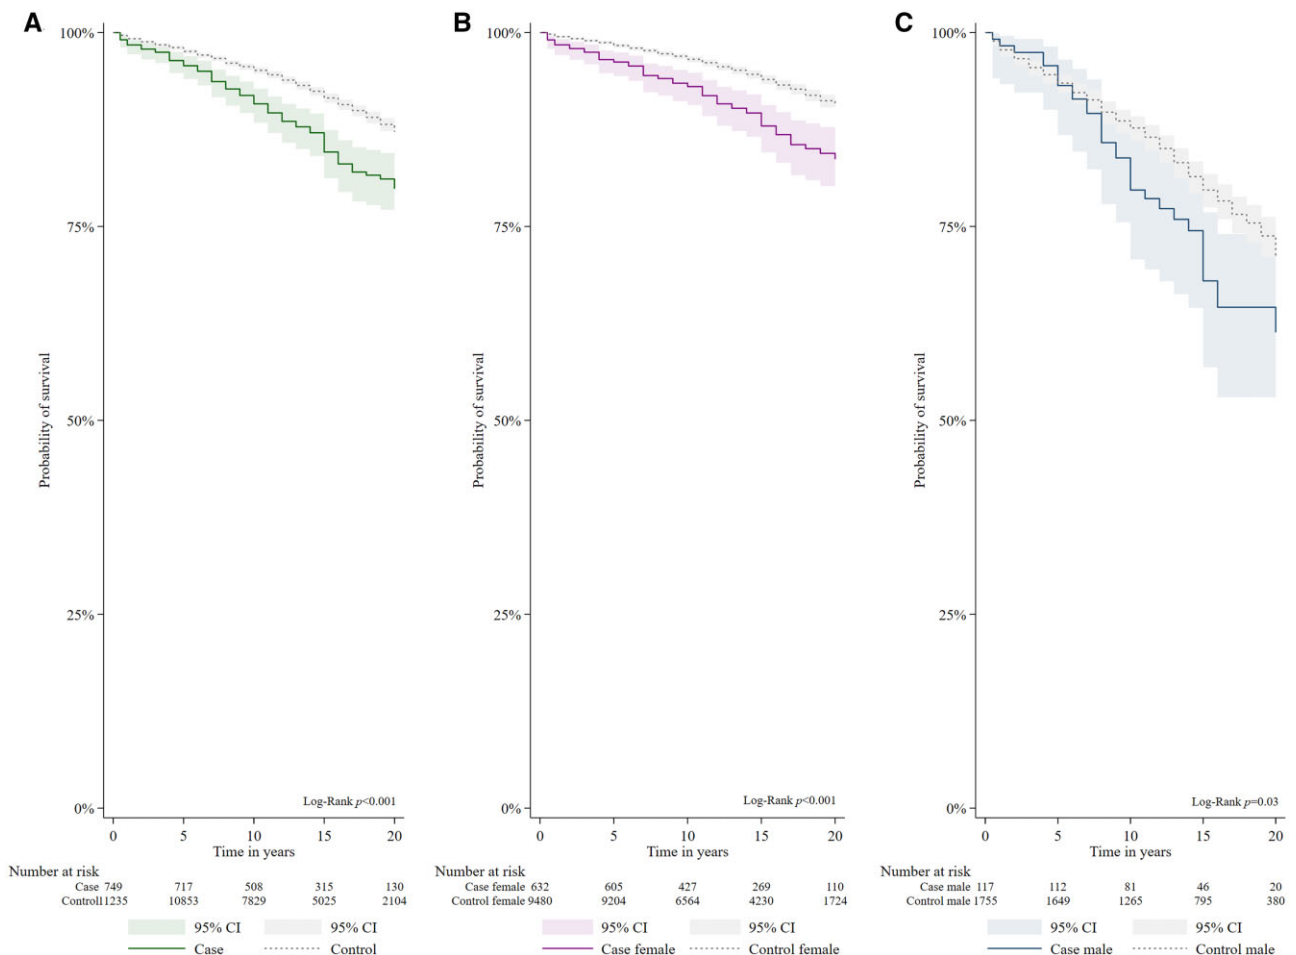 A
100%
75%
50%
25%
0%
Probability of survival
Log-Rank p<0.001
0 5 10 15 20
Time in years
Number at risk
Case 749 717 508 315 130
Control11235 10853 7829 5025 2104
95% CI 95% CI
Case Control
B
100%
75%
50%
25%
0%
Probability of survival
Log-Rank p<0.001
0 5 10 15 20
Time in years
Number at risk
Case female 632 605 427 269 110
Control female 9480 9204 6564 4230 1724
95% CI 95% CI
Case female Control female
C
100%
75%
50%
25%
0%
Probability of survival
Log-Rank p=0.03
0 5 10 15 20
Time in years
Number at risk
Case male 117 112 81 46 20
Control male 1755 1649 1265 795 380
95% CI 95% CI
Case male Control male